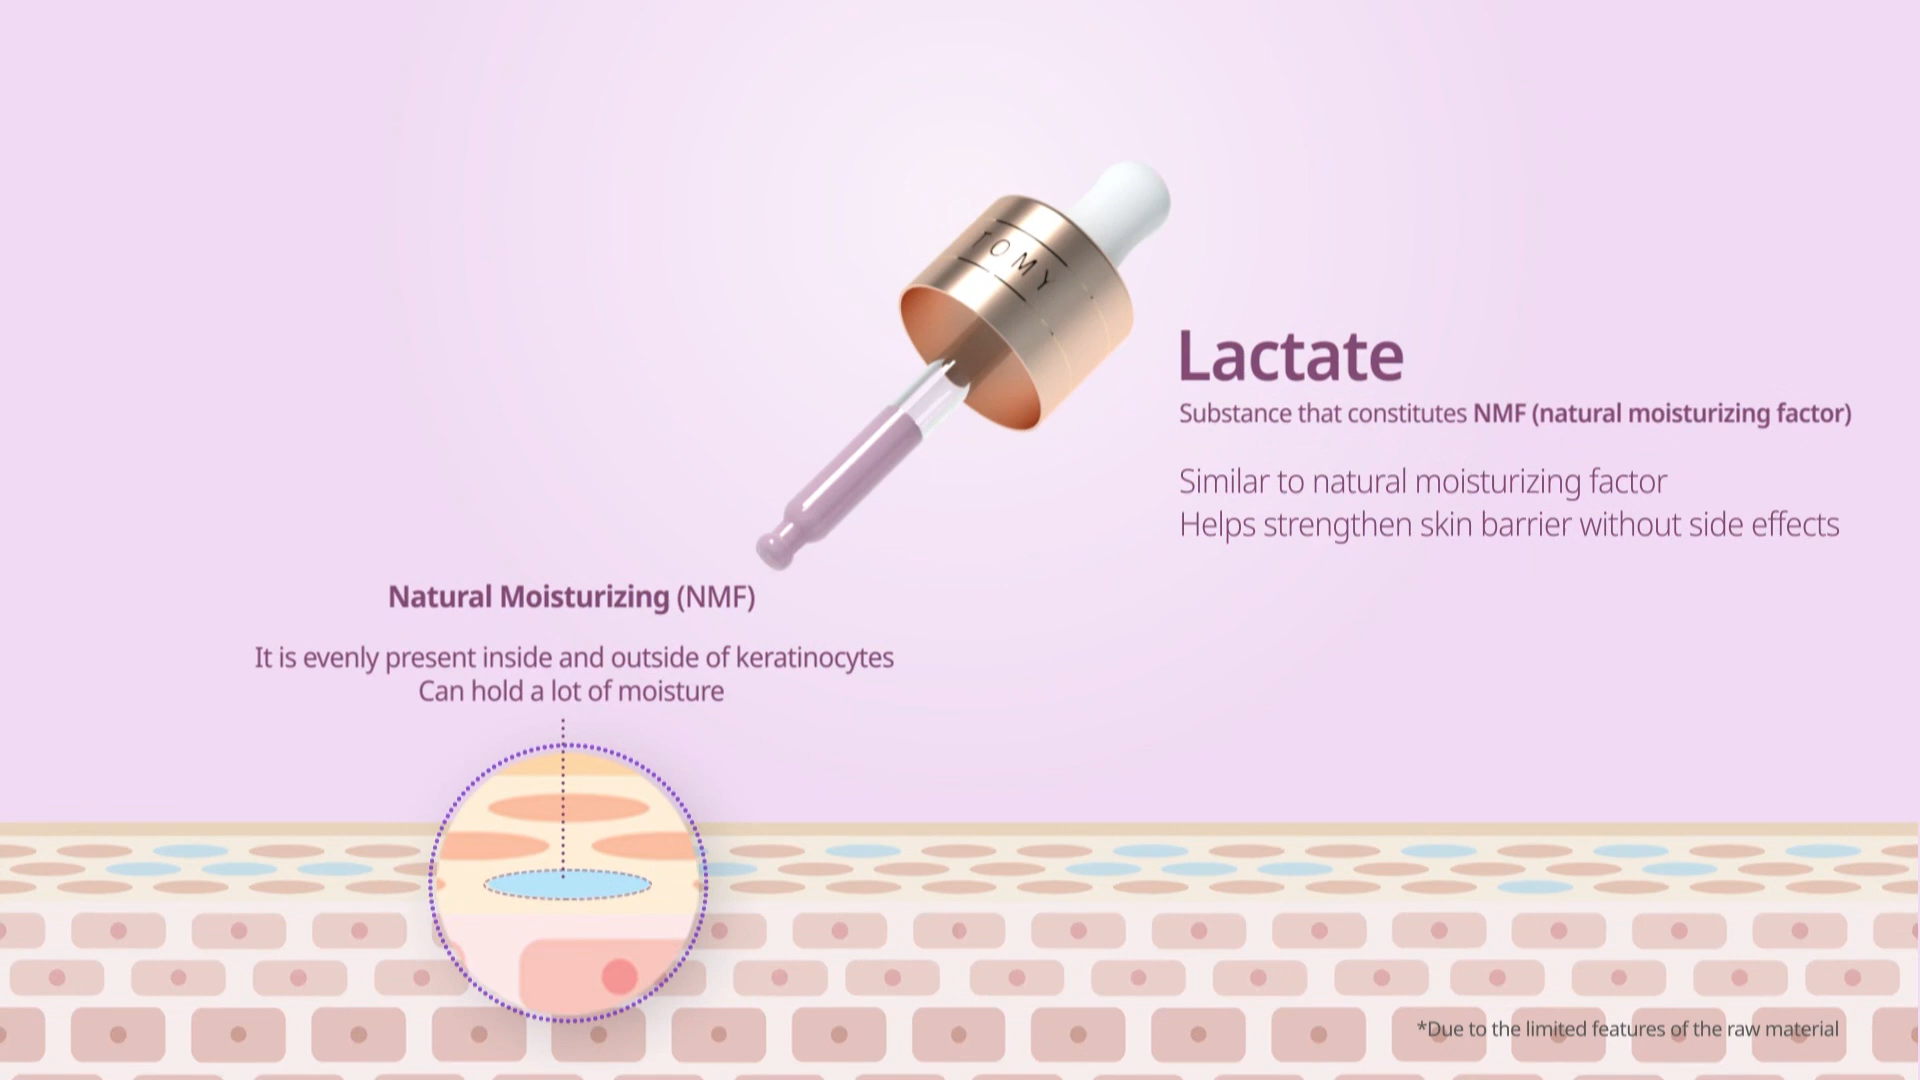 TOMY
Lactate
Substance that constitutes NMF (natural moisturizing factor)
Similar to natural moisturizing factor
Helps strengthen skin barrier without side effects
Natural Moisturizing (NMF)
It is evenly present inside and outside of keratinocytes
Can hold a lot of moisture
*Due to the limited features of the raw material